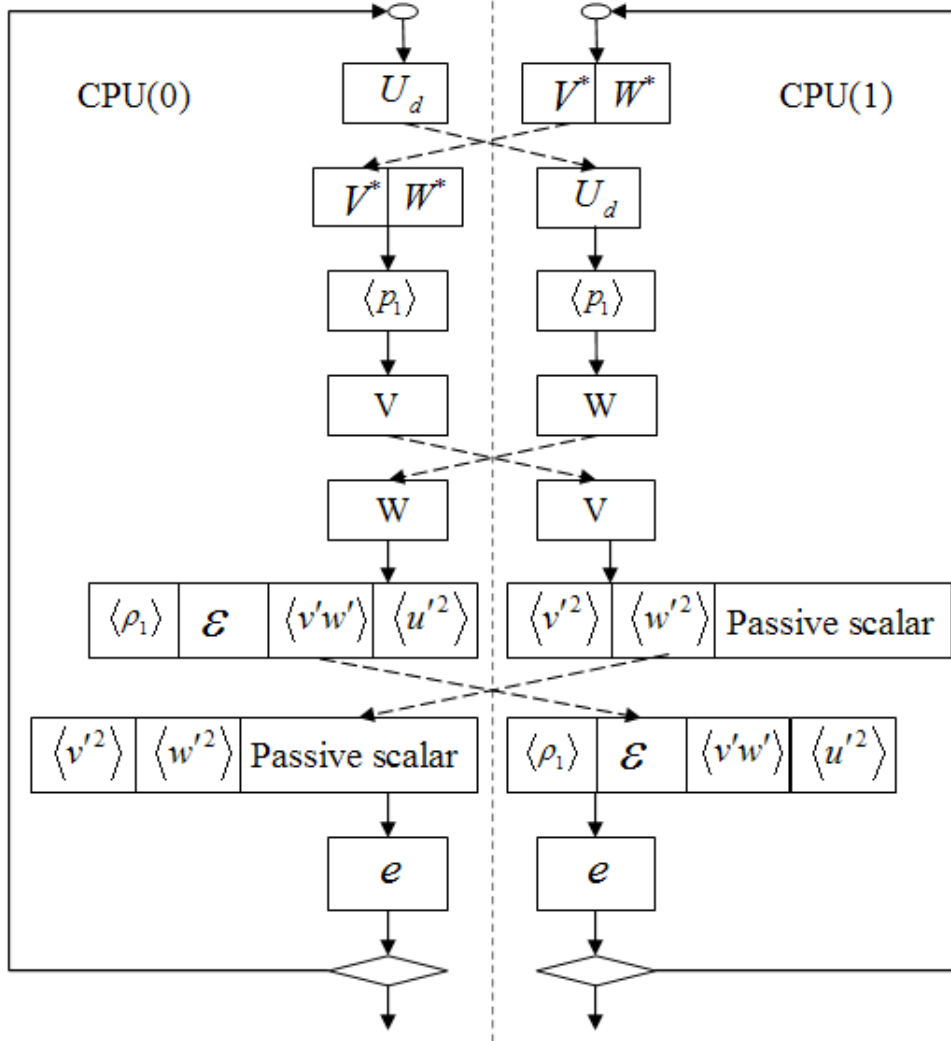 CPU(0)
U_d
V* W*
CPU(1)
V* W*
U_d
⟨p₁⟩
⟨p₁⟩
V
W
W
V
⟨ρ₁⟩ ε ⟨v′w′⟩ ⟨u′²⟩
⟨v′²⟩ ⟨w′²⟩ Passive scalar
⟨v′²⟩ ⟨w′²⟩ Passive scalar
⟨ρ₁⟩ ε ⟨v′w′⟩ ⟨u′²⟩
e
e